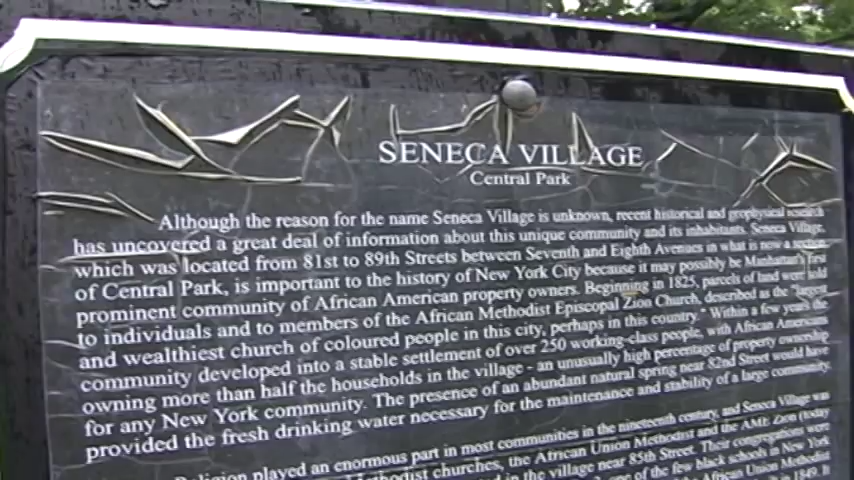 SENECA VILLAGE
Central Park
Although the reason for the name Seneca Village is unknown, recent historical and geophysical research
has uncovered a great deal of information about this unique community and its inhabitants. Seneca Village,
which was located from 81st to 89th Streets between Seventh and Eighth Avenues in what is now a section
of Central Park, is important to the history of New York City because it may possibly be Manhattan's first
prominent community of African American property owners. Beginning in 1825, parcels of land were sold
to individuals and to members of the African Methodist Episcopal Zion Church, described as the "largest
and wealthiest church of coloured people in this city, perhaps in this country." Within a few years the
community developed into a stable settlement of over 250 working-class people, with African Americans
owning more than half the households in the village - an unusually high percentage of property ownership
for any New York community. The presence of an abundant natural spring near 82nd Street would have
provided the fresh drinking water necessary for the maintenance and stability of a large community.
Religion played an enormous part in most communities in the nineteenth century, and Seneca Village was
Methodist churches, the African Union Methodist and the AME Zion (today
in the village near 85th Street. Their congregations were
one of the few black schools in New York
African Union Methodist
in 1849. It